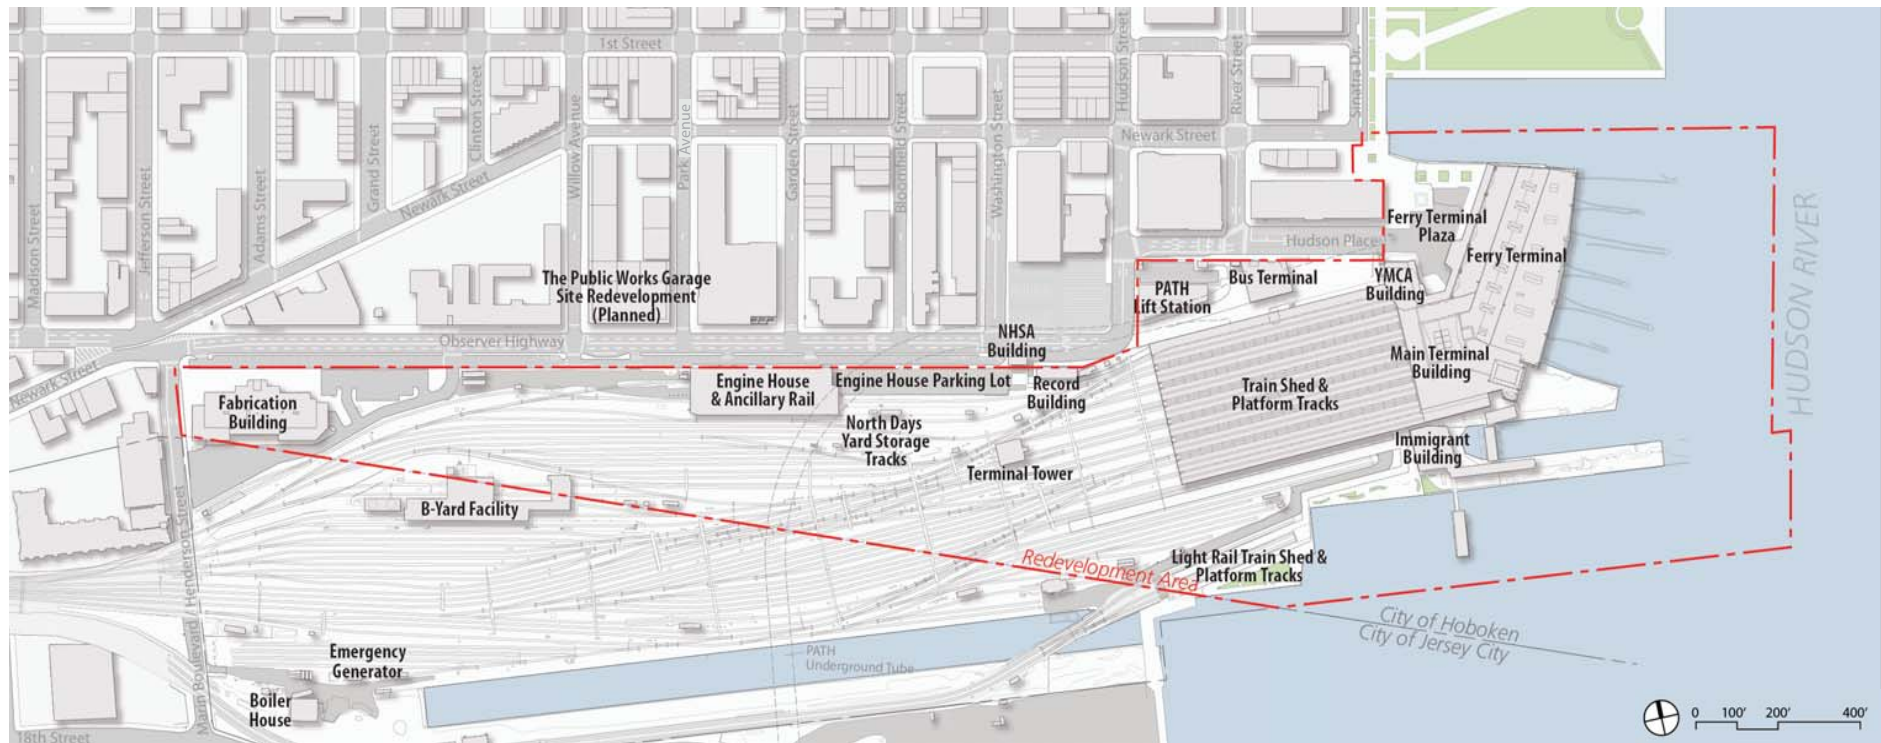 1st Street
Hudson Street
River Street
Sinatra Dr.
Clinton Street
Willow Avenue
Park Avenue
Garden Street
Bloomfield Street
Washington Street
Newark Street
Madison Street
Jefferson Street
Adams Street
Grand Street
Newark Street
Ferry Terminal
Plaza
Hudson Place
Ferry Terminal
HUDSON RIVER
The Public Works Garage
Site Redevelopment
(Planned)
PATH
Lift Station
Bus Terminal
YMCA
Building
Observer Highway
NHSA
Building
Main Terminal
Building
Newark Street
Fabrication
Building
Engine House
& Ancillary Rail
Engine House Parking Lot
Record
Building
Train Shed &
Platform Tracks
North Days
Yard Storage
Tracks
Terminal Tower
Immigrant
Building
B-Yard Facility
Redevelopment Area
Light Rail Train Shed &
Platform Tracks
City of Hoboken
City of Jersey City
Marin Boulevard / Henderson Street
PATH
Underground Tube
Emergency
Generator
Boiler
House
18th Street
0 100' 200' 400'